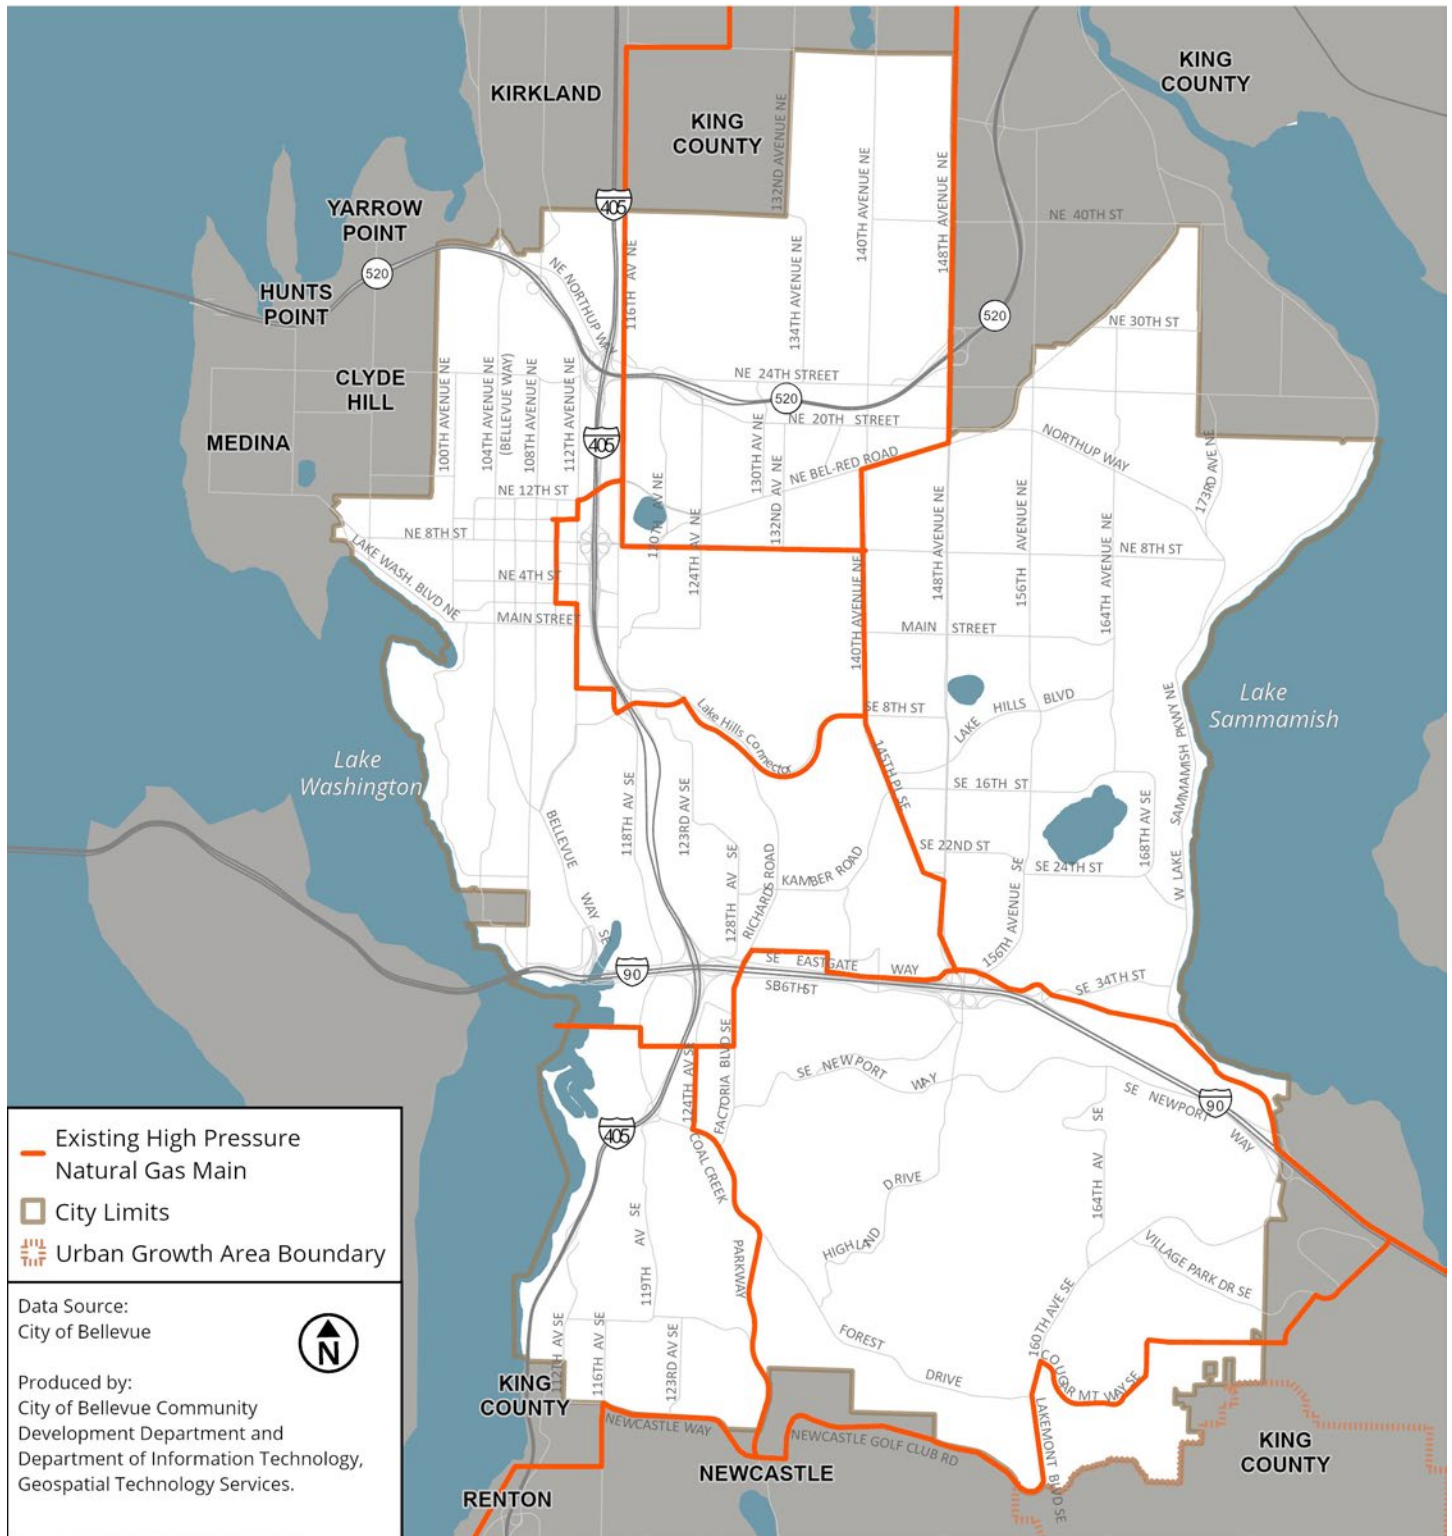 KING
COUNTY
KIRKLAND
KING
COUNTY
132ND AVENUE NE
140TH AVENUE NE
148TH AVENUE NE
YARROW
POINT
405
NE 40TH ST
520
HUNTS
POINT
NE NORTHUP WAY
116TH AV NE
134TH AVENUE NE
520
NE 30TH ST
CLYDE
HILL
MEDINA
100TH AVENUE NE
104TH AVENUE NE
(BELLEVUE WAY)
108TH AVENUE NE
112TH AVENUE NE
NE 24TH STREET
520
NE 20TH STREET
405
130TH AV NE
132ND AV NE
NE BEL-RED ROAD
NORTHUP WAY
173RD AVE NE
NE 12TH ST
120TH AV NE
124TH AV NE
148TH AVENUE NE
156TH AVENUE NE
164TH AVENUE NE
NE 8TH ST
NE 8TH ST
LAKE WASH. BLVD NE
NE 4TH ST
MAIN STREET
140TH AVENUE NE
MAIN STREET
Lake
Sammamish
Lake Hills Connector
SE 8TH ST
LAKE HILLS BLVD
W LAKE SAMMAMISH PKWY NE
Lake
Washington
145TH PL SE
SE 16TH ST
BELLEVUE WAY SE
118TH AV SE
123RD AV SE
128TH AV SE
RICHARDS ROAD
KAMBER ROAD
SE 22ND ST
SE 24TH ST
168TH AV SE
156TH AVENUE SE
90
SE EASTGATE WAY
SE 36TH ST
SE 34TH ST
124TH AV SE
FACTORIA BLVD SE
SE NEWPORT WAY
SE NEWPORT WAY
90
405
COAL CREEK PARKWAY
164TH AV SE
HIGHLAND DRIVE
119TH AV SE
VILLAGE PARK DR SE
160TH AVE SE
FOREST DRIVE
112TH AV SE
116TH AV SE
123RD AV SE
COUGAR MT WAY SE
LAKEMONT BLVD SE
KING
COUNTY
NEWCASTLE WAY
NEWCASTLE GOLF CLUB RD
NEWCASTLE
KING
COUNTY
RENTON
Existing High Pressure
Natural Gas Main
City Limits
Urban Growth Area Boundary
Data Source:
City of Bellevue
N
Produced by:
City of Bellevue Community
Development Department and
Department of Information Technology,
Geospatial Technology Services.